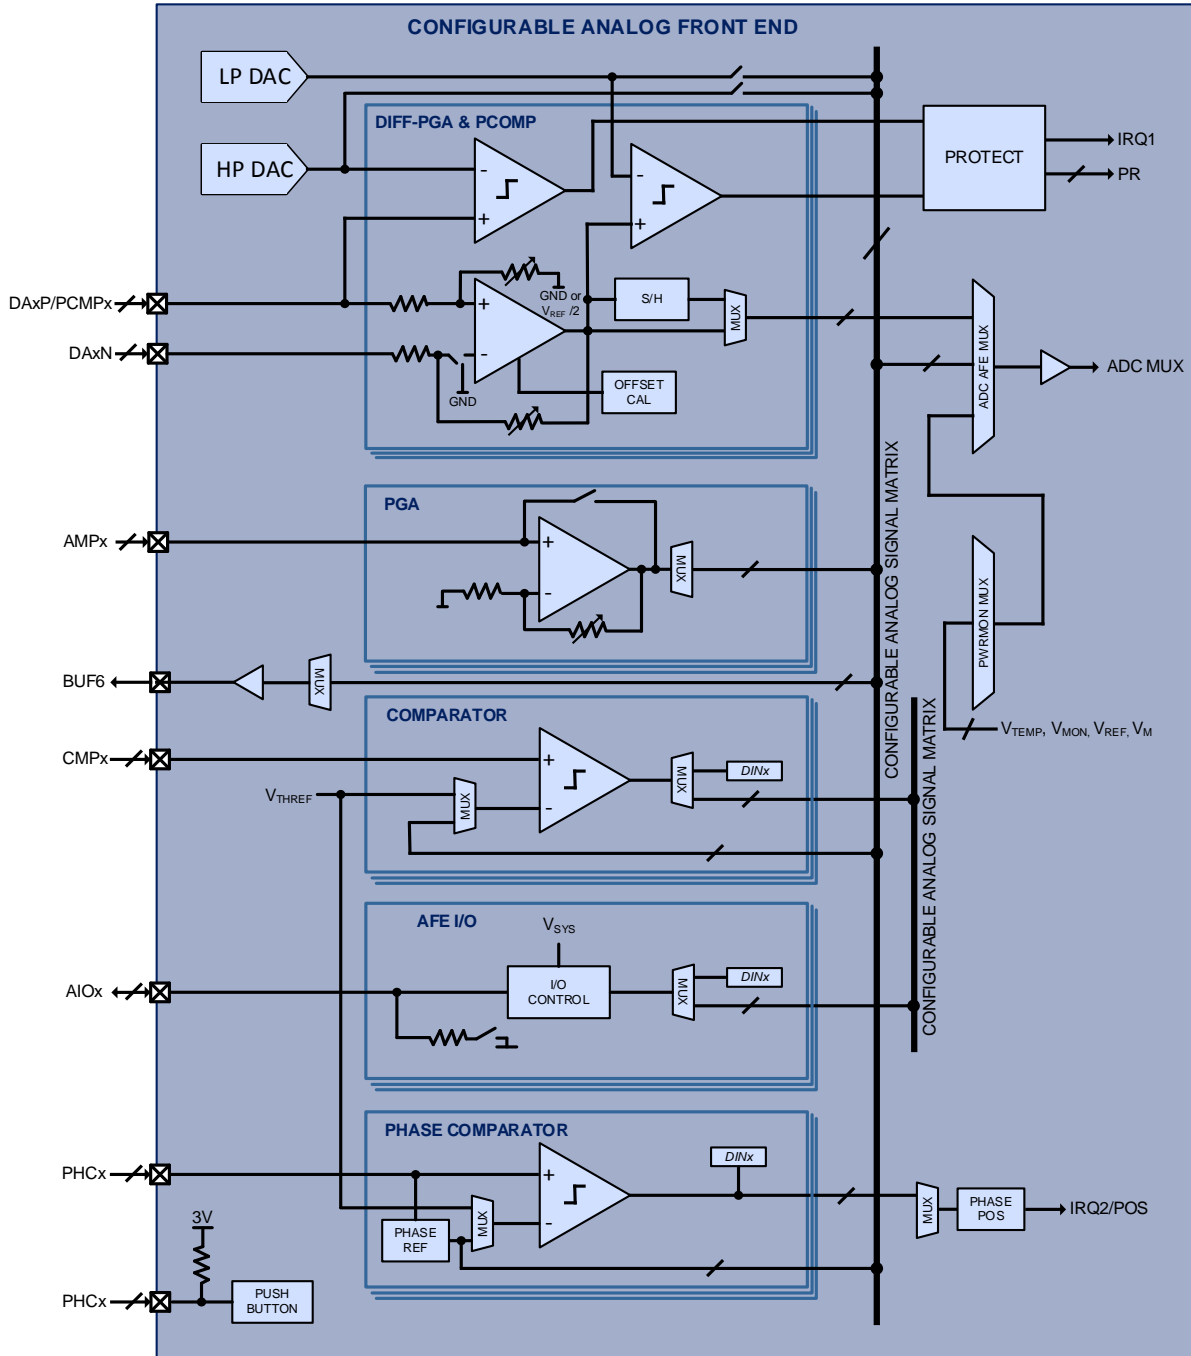 CONFIGURABLE ANALOG FRONT END
LP DAC
HP DAC
DIFF-PGA & PCOMP
-
+
-
+
PROTECT
IRQ1
PR
DAxP/PCMPx
DAxN
+
-
GND or
VREF /2
GND
S/H
MUX
OFFSET
CAL
ADC AFE MUX
ADC MUX
CONFIGURABLE ANALOG SIGNAL MATRIX
PGA
AMPx
+
-
MUX
PWRMON MUX
VTEMP, VMON, VREF, VM
BUF6
MUX
COMPARATOR
CMPx
VTHREF
MUX
+
-
MUX
DINx
CONFIGURABLE ANALOG SIGNAL MATRIX
AFE I/O
VSYS
AIOx
I/O
CONTROL
MUX
DINx
PHASE COMPARATOR
PHCx
PHASE
REF
MUX
+
-
DINx
MUX
PHASE
POS
IRQ2/POS
3V
PHCx
PUSH
BUTTON